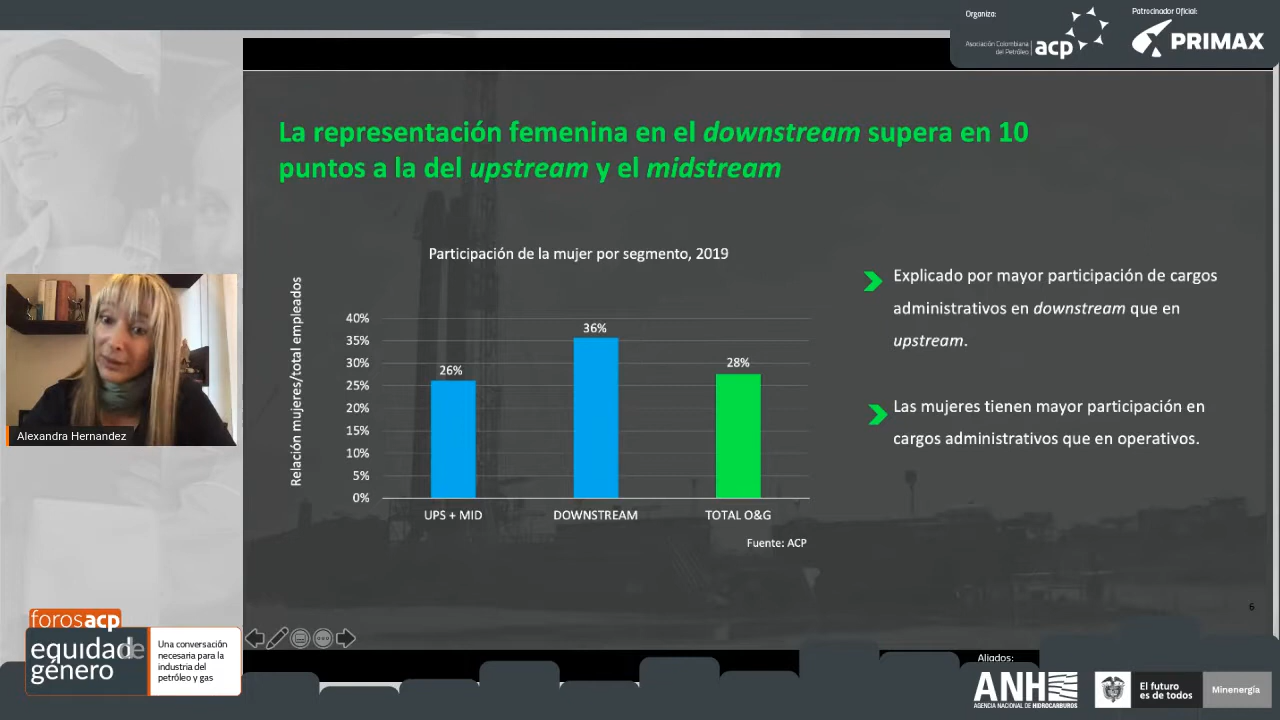 Organiza:
Asociación Colombiana
del Petróleo
acp
Patrocinador Oficial:
PRIMAX
La representación femenina en el downstream supera en 10
puntos a la del upstream y el midstream
Participación de la mujer por segmento, 2019
Relación mujeres/total empleados
40%
35%
30%
25%
20%
15%
10%
5%
0%
26%
36%
28%
UPS + MID
DOWNSTREAM
TOTAL O&G
Fuente: ACP
Explicado por mayor participación de cargos
administrativos en downstream que en
upstream.
Las mujeres tienen mayor participación en
cargos administrativos que en operativos.
6
Alexandra Hernandez
forosacp
equidad de
género
Una conversación
necesaria para la
industria del
petróleo y gas
Aliados:
ANH
AGENCIA NACIONAL DE HIDROCARBUROS
El futuro
es de todos
Minenergía